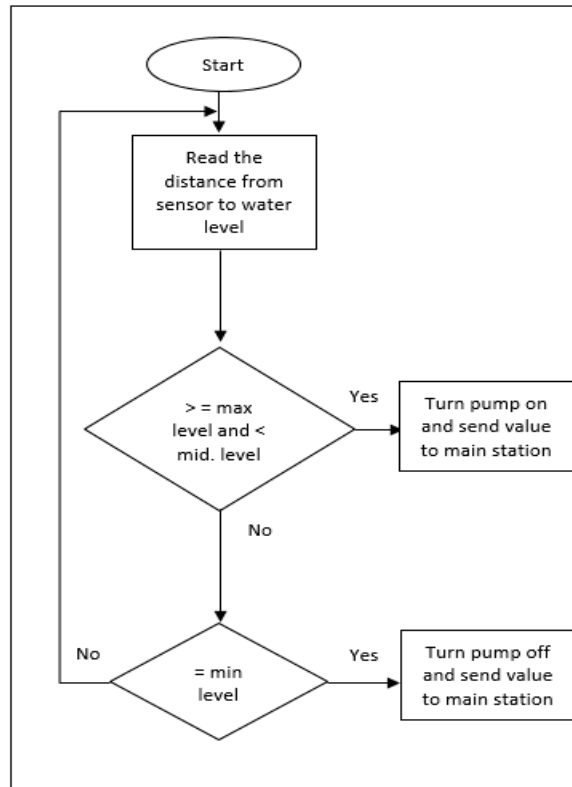 Start
Read the
distance from
sensor to water
level
> = max
level and <
mid. level
Yes
Turn pump on
and send value
to main station
No
= min
level
No
Yes
Turn pump off
and send value
to main station